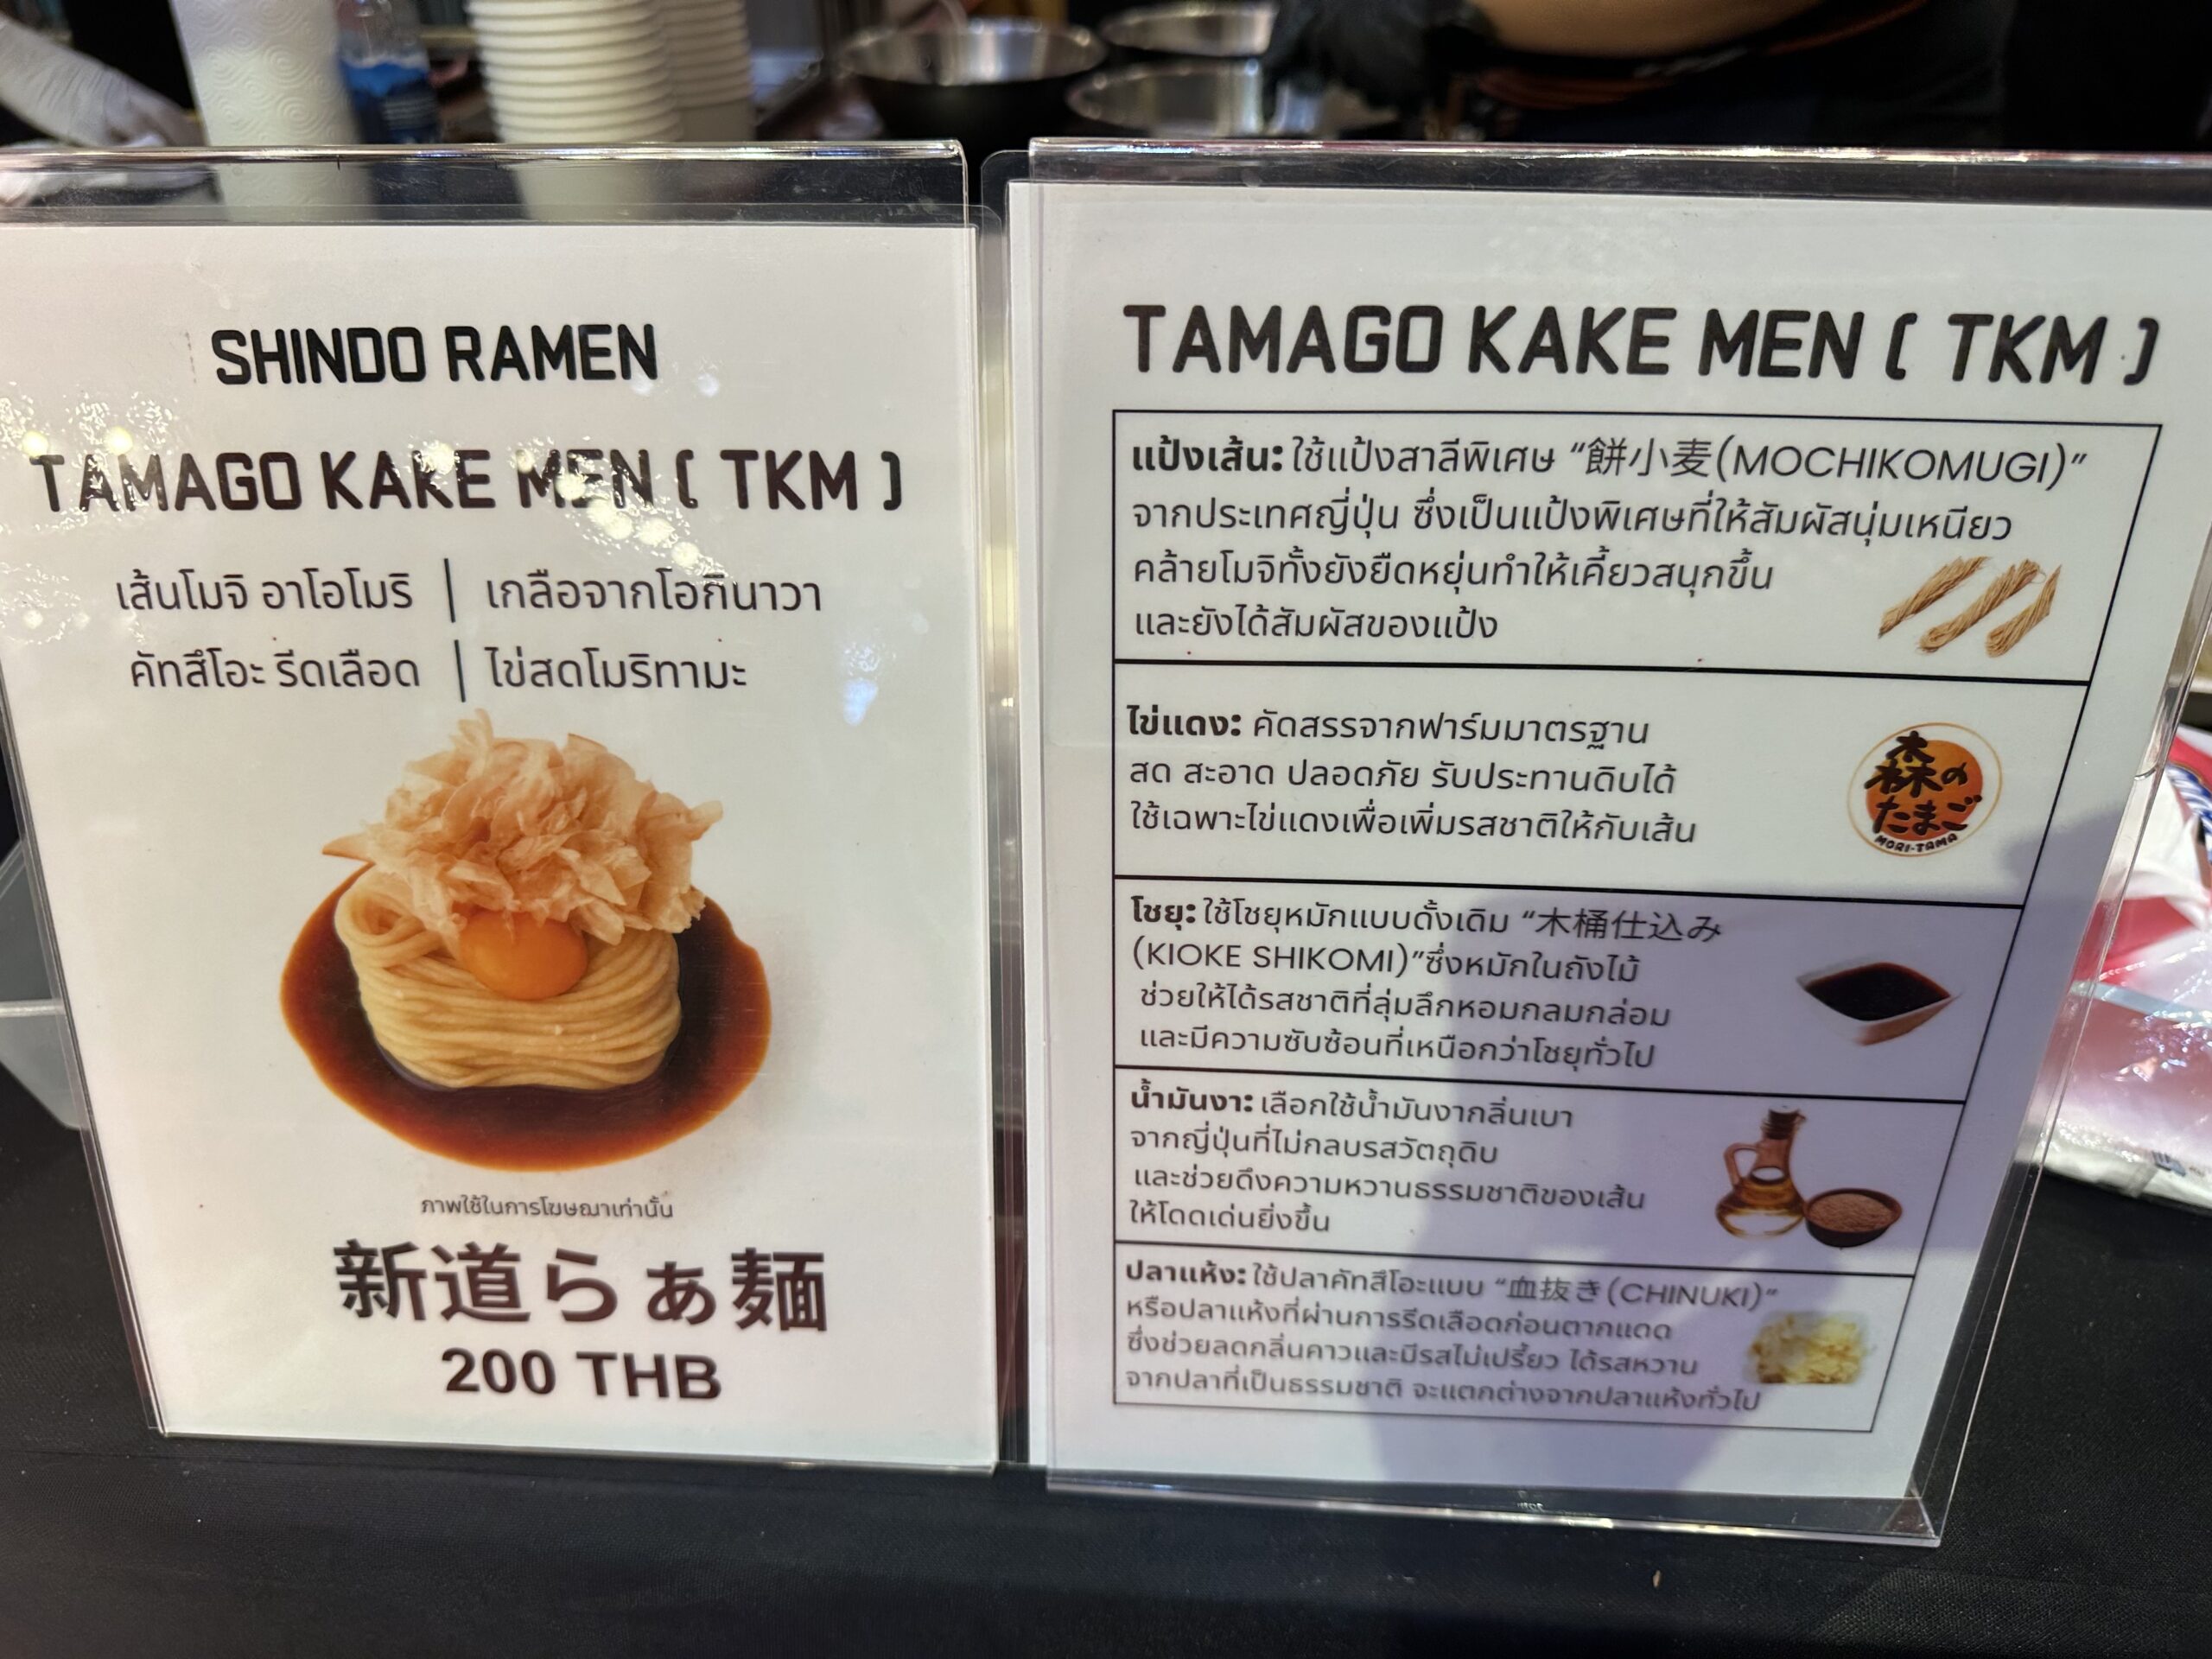 SHINDO RAMEN
TAMAGO KAKE MEN ( TKM )
เส้นโมจิ อาโอโมริ | เกลือจากโอกินาวา
คัทสึโอะ รีดเลือด | ไข่สดโมริทามะ
ภาพใช้ในการโฆษณาเท่านั้น
新道らぁ麺
200 THB
TAMAGO KAKE MEN ( TKM )
แป้งเส้น: ใช้แป้งสาลีพิเศษ “餅小麦(MOCHIKOMUGI)”
จากประเทศญี่ปุ่น ซึ่งเป็นแป้งพิเศษที่ให้สัมผัสนุ่มเหนียว
คล้ายโมจิทั้งยังยืดหยุ่นทำให้เคี้ยวสนุกขึ้น
และยังได้สัมผัสของแป้ง
ไข่แดง: คัดสรรจากฟาร์มมาตรฐาน
สด สะอาด ปลอดภัย รับประทานดิบได้
ใช้เฉพาะไข่แดงเพื่อเพิ่มรสชาติให้กับเส้น
森の
たまご
MORI-TAMA
โชยุ: ใช้โชยุหมักแบบดั้งเดิม “木桶仕込み
(KIOKE SHIKOMI)”ซึ่งหมักในถังไม้
ช่วยให้ได้รสชาติที่ลุ่มลึกหอมกลมกล่อม
และมีความซับซ้อนที่เหนือกว่าโชยุทั่วไป
น้ำมันงา: เลือกใช้น้ำมันงากลิ่นเบา
จากญี่ปุ่นที่ไม่กลบรสวัตถุดิบ
และช่วยดึงความหวานธรรมชาติของเส้น
ให้โดดเด่นยิ่งขึ้น
ปลาแห้ง: ใช้ปลาคัทสึโอะแบบ “血抜き(CHINUKI)”
หรือปลาแห้งที่ผ่านการรีดเลือดก่อนตากแดด
ซึ่งช่วยลดกลิ่นคาวและมีรสไม่เปรี้ยว ได้รสหวาน
จากปลาที่เป็นธรรมชาติ จะแตกต่างจากปลาแห้งทั่วไป